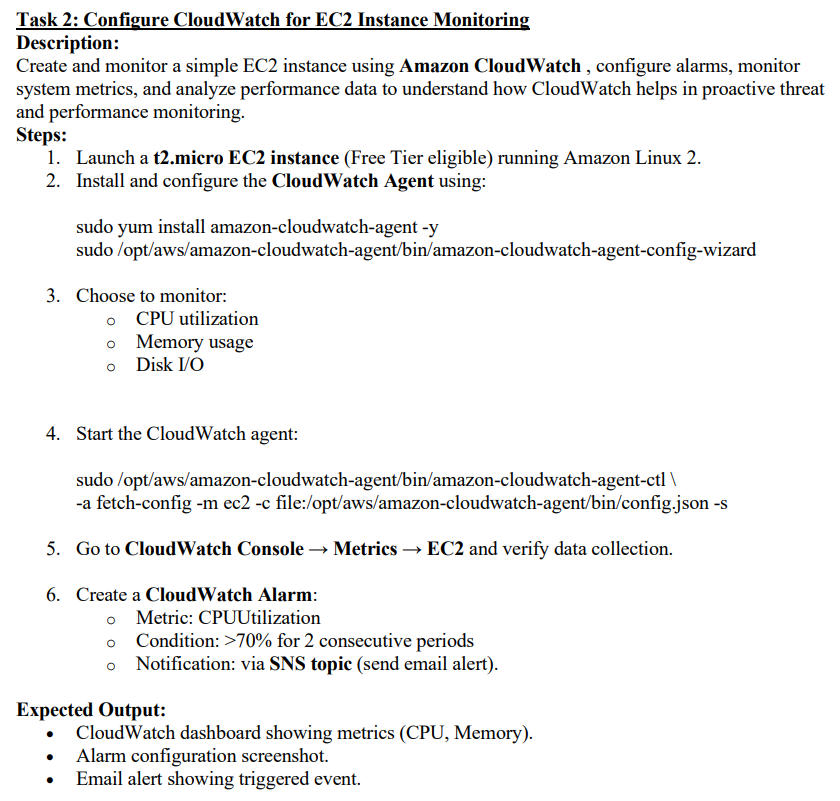 Task 2: Configure CloudWatch for EC2 Instance Monitoring
Description:
Create and monitor a simple EC2 instance using Amazon CloudWatch , configure alarms, monitor
system metrics, and analyze performance data to understand how CloudWatch helps in proactive threat
and performance monitoring.
Steps:
1. Launch a t2.micro EC2 instance (Free Tier eligible) running Amazon Linux 2.
2. Install and configure the CloudWatch Agent using:
sudo yum install amazon-cloudwatch-agent -y
sudo /opt/aws/amazon-cloudwatch-agent/bin/amazon-cloudwatch-agent-config-wizard
3. Choose to monitor:
o CPU utilization
o Memory usage
o Disk I/O
4. Start the CloudWatch agent:
sudo /opt/aws/amazon-cloudwatch-agent/bin/amazon-cloudwatch-agent-ctl \
-a fetch-config -m ec2 -c file:/opt/aws/amazon-cloudwatch-agent/bin/config.json -s
5. Go to CloudWatch Console → Metrics → EC2 and verify data collection.
6. Create a CloudWatch Alarm:
o Metric: CPUUtilization
o Condition: >70% for 2 consecutive periods
o Notification: via SNS topic (send email alert).
Expected Output:
• CloudWatch dashboard showing metrics (CPU, Memory).
• Alarm configuration screenshot.
• Email alert showing triggered event.